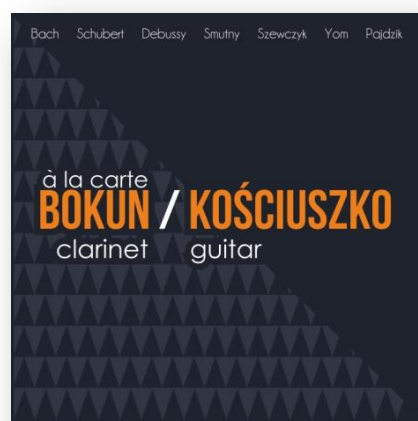 Bach Schubert Debussy Smutny Szewczyk Yom Pajdzik
à la carte
BOKUN / KOŚCIUSZKO
clarinet guitar